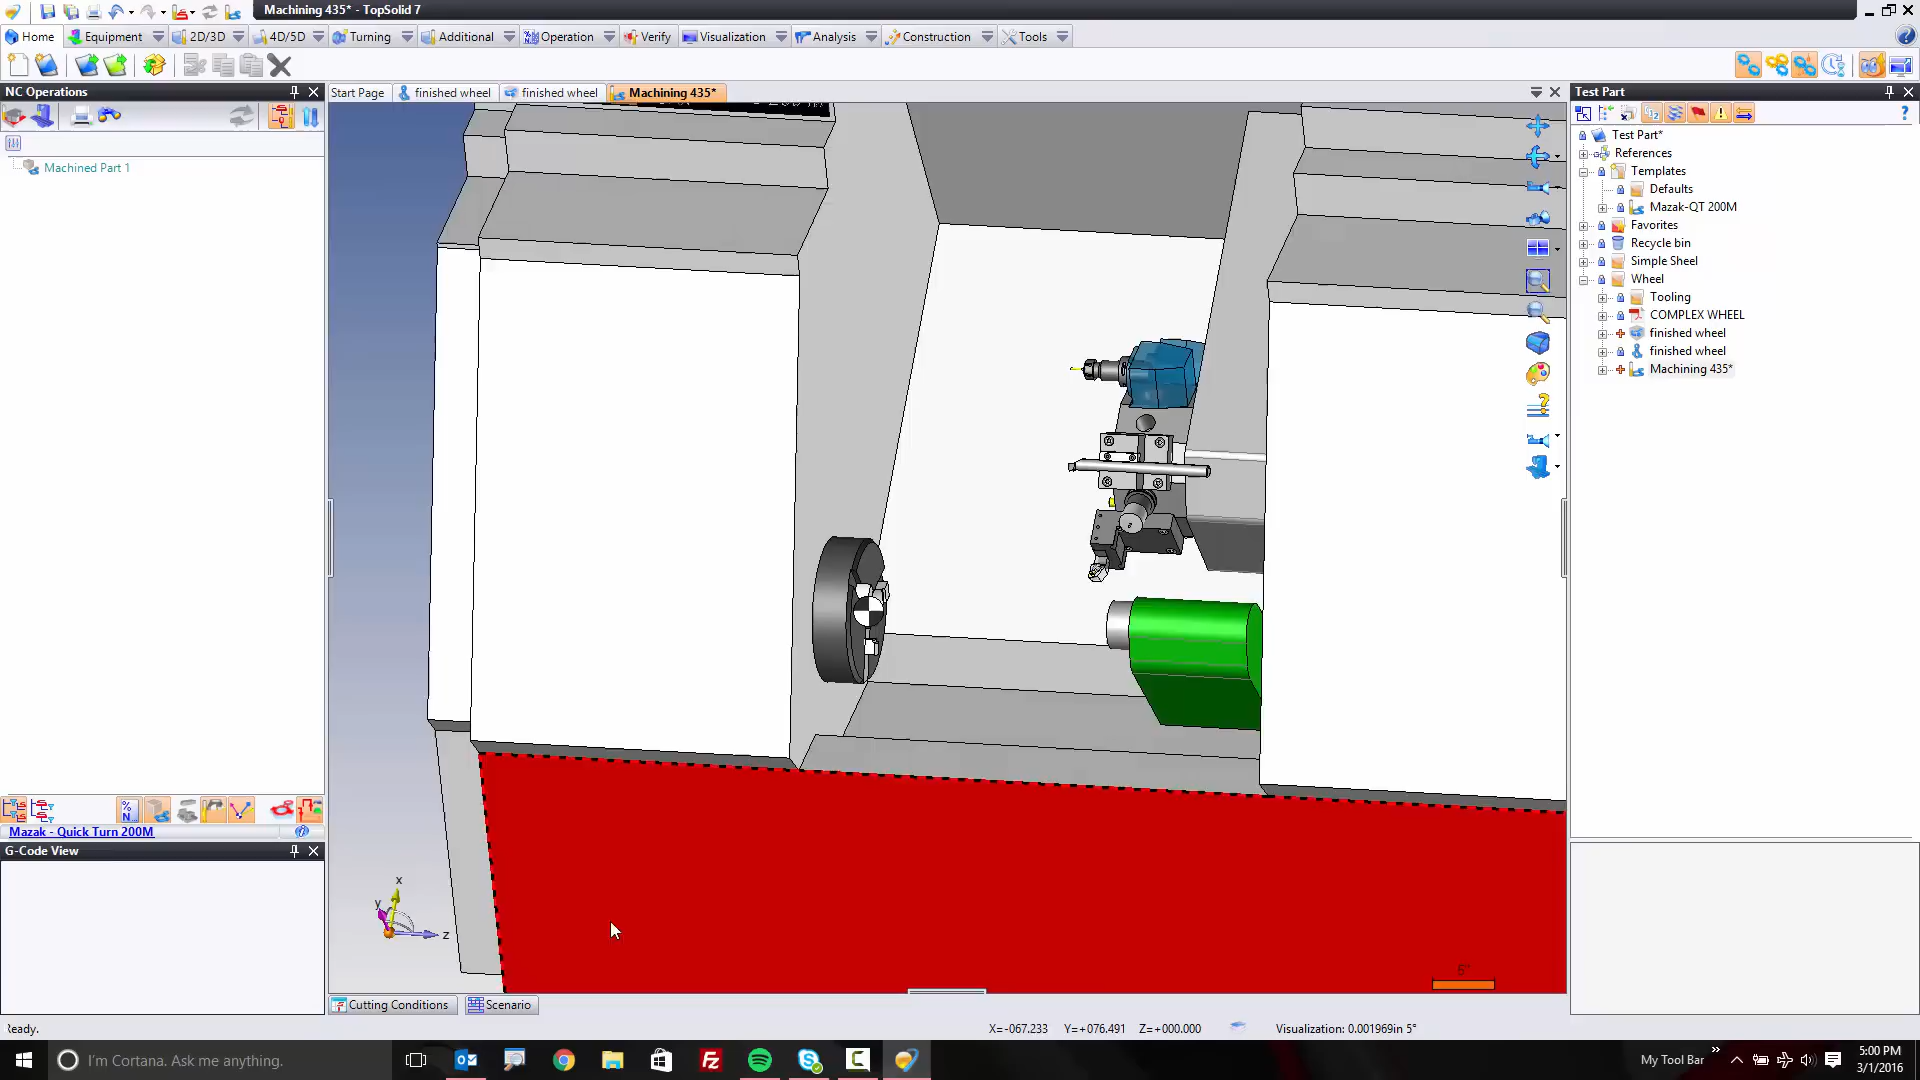 Machining 435* - TopSolid 7
Home Equipment 2D/3D 4D/5D Turning Additional Operation Verify Visualization Analysis Construction Tools
NC Operations
Start Page finished wheel finished wheel Machining 435*
Test Part
Machined Part 1
Test Part*
References
Templates
Defaults
Mazak-QT 200M
Favorites
Recycle bin
Simple Sheel
Wheel
Tooling
COMPLEX WHEEL
finished wheel
finished wheel
Machining 435*
Mazak - Quick Turn 200M
G-Code View
x
y
z
5"
Cutting Conditions Scenario
Ready.
X=-067.233 Y=+076.491 Z=+000.000 Visualization: 0.001969in 5°
I'm Cortana. Ask me anything.
My Tool Bar
5:00 PM
3/1/2016